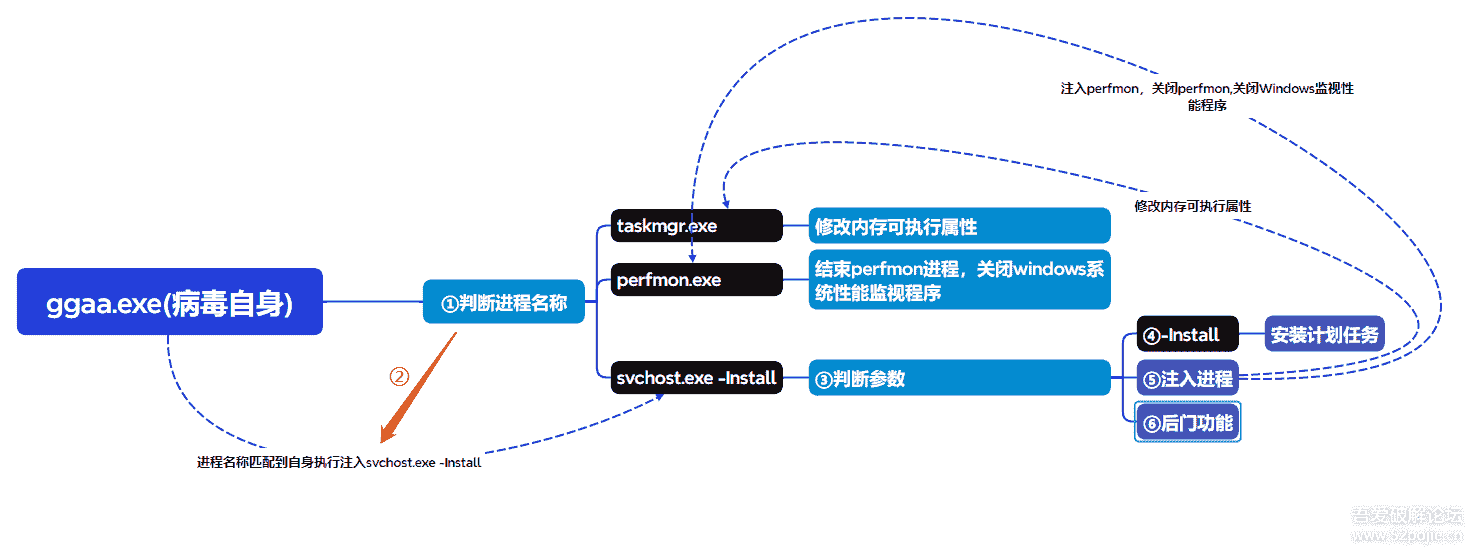 注入perfmon，关闭perfmon,关闭Windows监视性
能程序
修改内存可执行属性
taskmgr.exe
修改内存可执行属性
ggaa.exe(病毒自身)
①判断进程名称
perfmon.exe
结束perfmon进程，关闭windows系
统性能监视程序
④-Install
安装计划任务
②
svchost.exe -Install
③判断参数
⑤注入进程
⑥后门功能
进程名称匹配到自身执行注入svchost.exe -Install
吾爱破解论坛
www.52pojie.cn